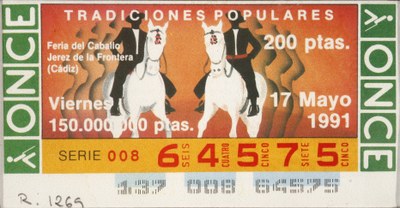 TRADICIONES POPULARES
ONCE
Feria del Caballo
Jerez de la Frontera
(Cádiz)
200 ptas.
ONCE
Viernes
150.000.000 ptas.
17 Mayo
1991
SERIE 008 6 SEIS 4 CUATRO 5 CINCO 7 SIETE 5 CINCO
137 008 64575
R. 1269